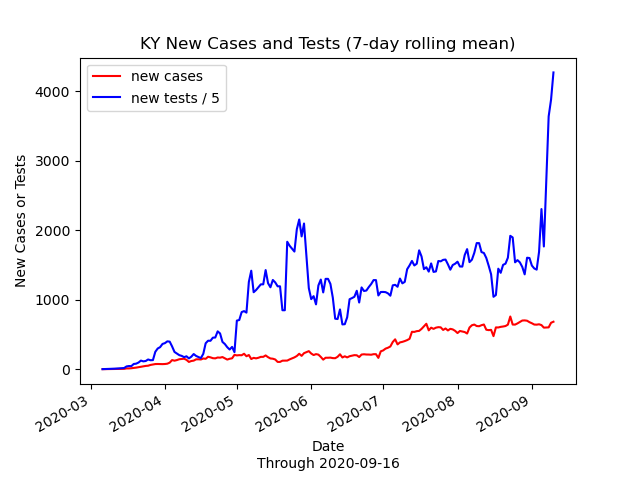 KY New Cases and Tests (7-day rolling mean)
new cases
new tests / 5
New Cases or Tests
4000
3000
2000
1000
0
2020-03
2020-04
2020-05
2020-06
2020-07
2020-08
2020-09
Date
Through 2020-09-16